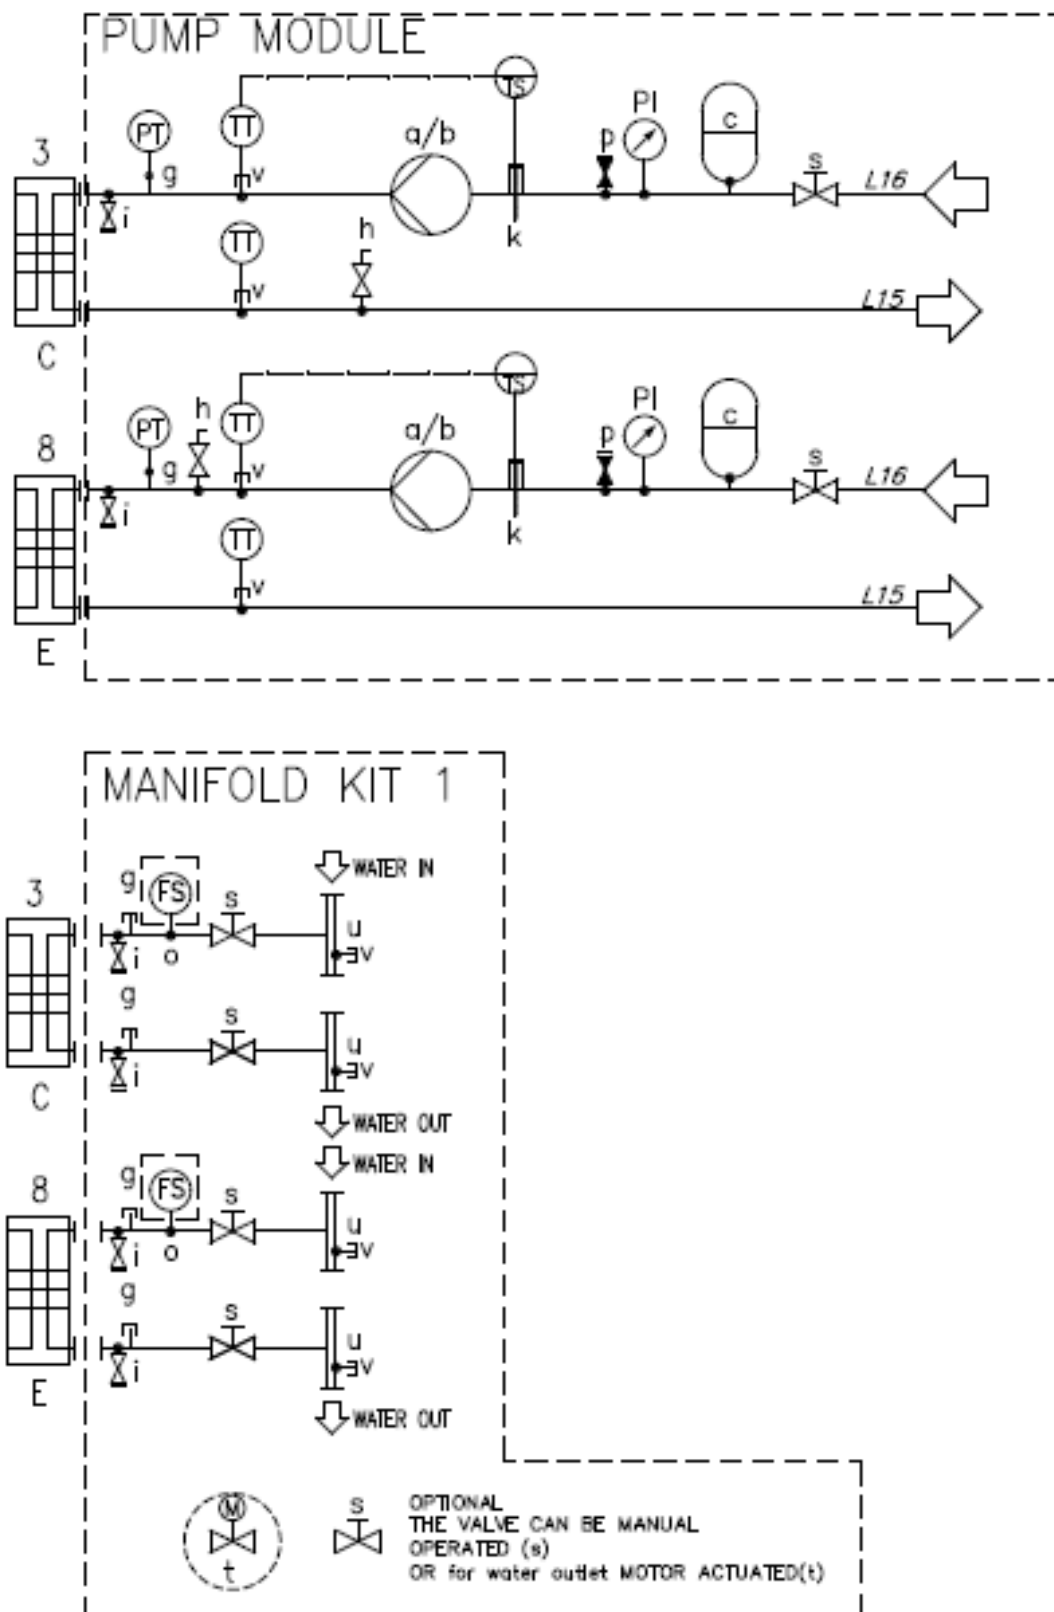 PUMP MODULE
TS
PT TT a/b p PI c s
3 g v L16
i h k
TT
v L15
C
TS
PT h TT a/b p PI c s
8 g v L16
i k
TT
v L15
E
MANIFOLD KIT 1
WATER IN
3 g FS s
u
i o v
g s
u
i v
C
WATER OUT
WATER IN
8 g FS s
u
i o v
g s
u
i v
E
WATER OUT
M s OPTIONAL
THE VALVE CAN BE MANUAL
OPERATED (s)
t OR for water outlet MOTOR ACTUATED(t)